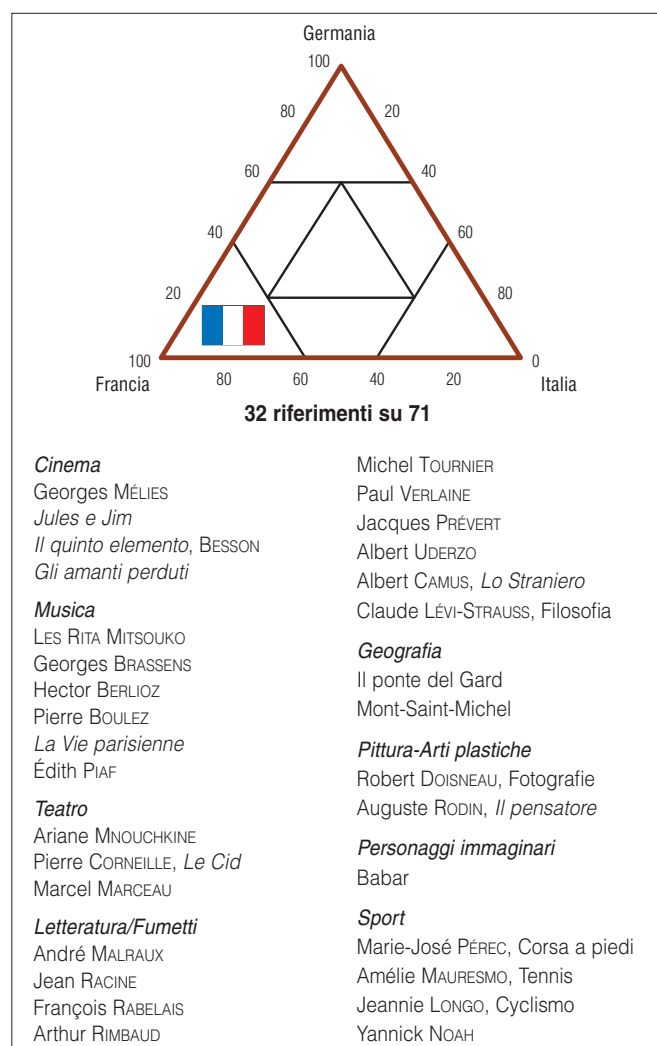 Germania
100
80 20
60 40
40 60
20 80
100 0
Francia 80 60 40 20 Italia
32 riferimenti su 71
Cinema
Georges MÉLIES
Jules e Jim
Il quinto elemento, BESSON
Gli amanti perduti
Musica
LES RITA MITSOUKO
Georges BRASSENS
Hector BERLIOZ
Pierre BOULEZ
La Vie parisienne
Édith PIAF
Teatro
Ariane MNOUCHKINE
Pierre CORNEILLE, Le Cid
Marcel MARCEAU
Letteratura/Fumetti
André MALRAUX
Jean RACINE
François RABELAIS
Arthur RIMBAUD
Michel TOURNIER
Paul VERLAINE
Jacques PRÉVERT
Albert UDERZO
Albert CAMUS, Lo Straniero
Claude LÉVI-STRAUSS, Filosofia
Geografia
Il ponte del Gard
Mont-Saint-Michel
Pittura-Arti plastiche
Robert DOISNEAU, Fotografie
Auguste RODIN, Il pensatore
Personaggi immaginari
Babar
Sport
Marie-José PÉREC, Corsa a piedi
Amélie MAURESMO, Tennis
Jeannie LONGO, Cyclismo
Yannick NOAH